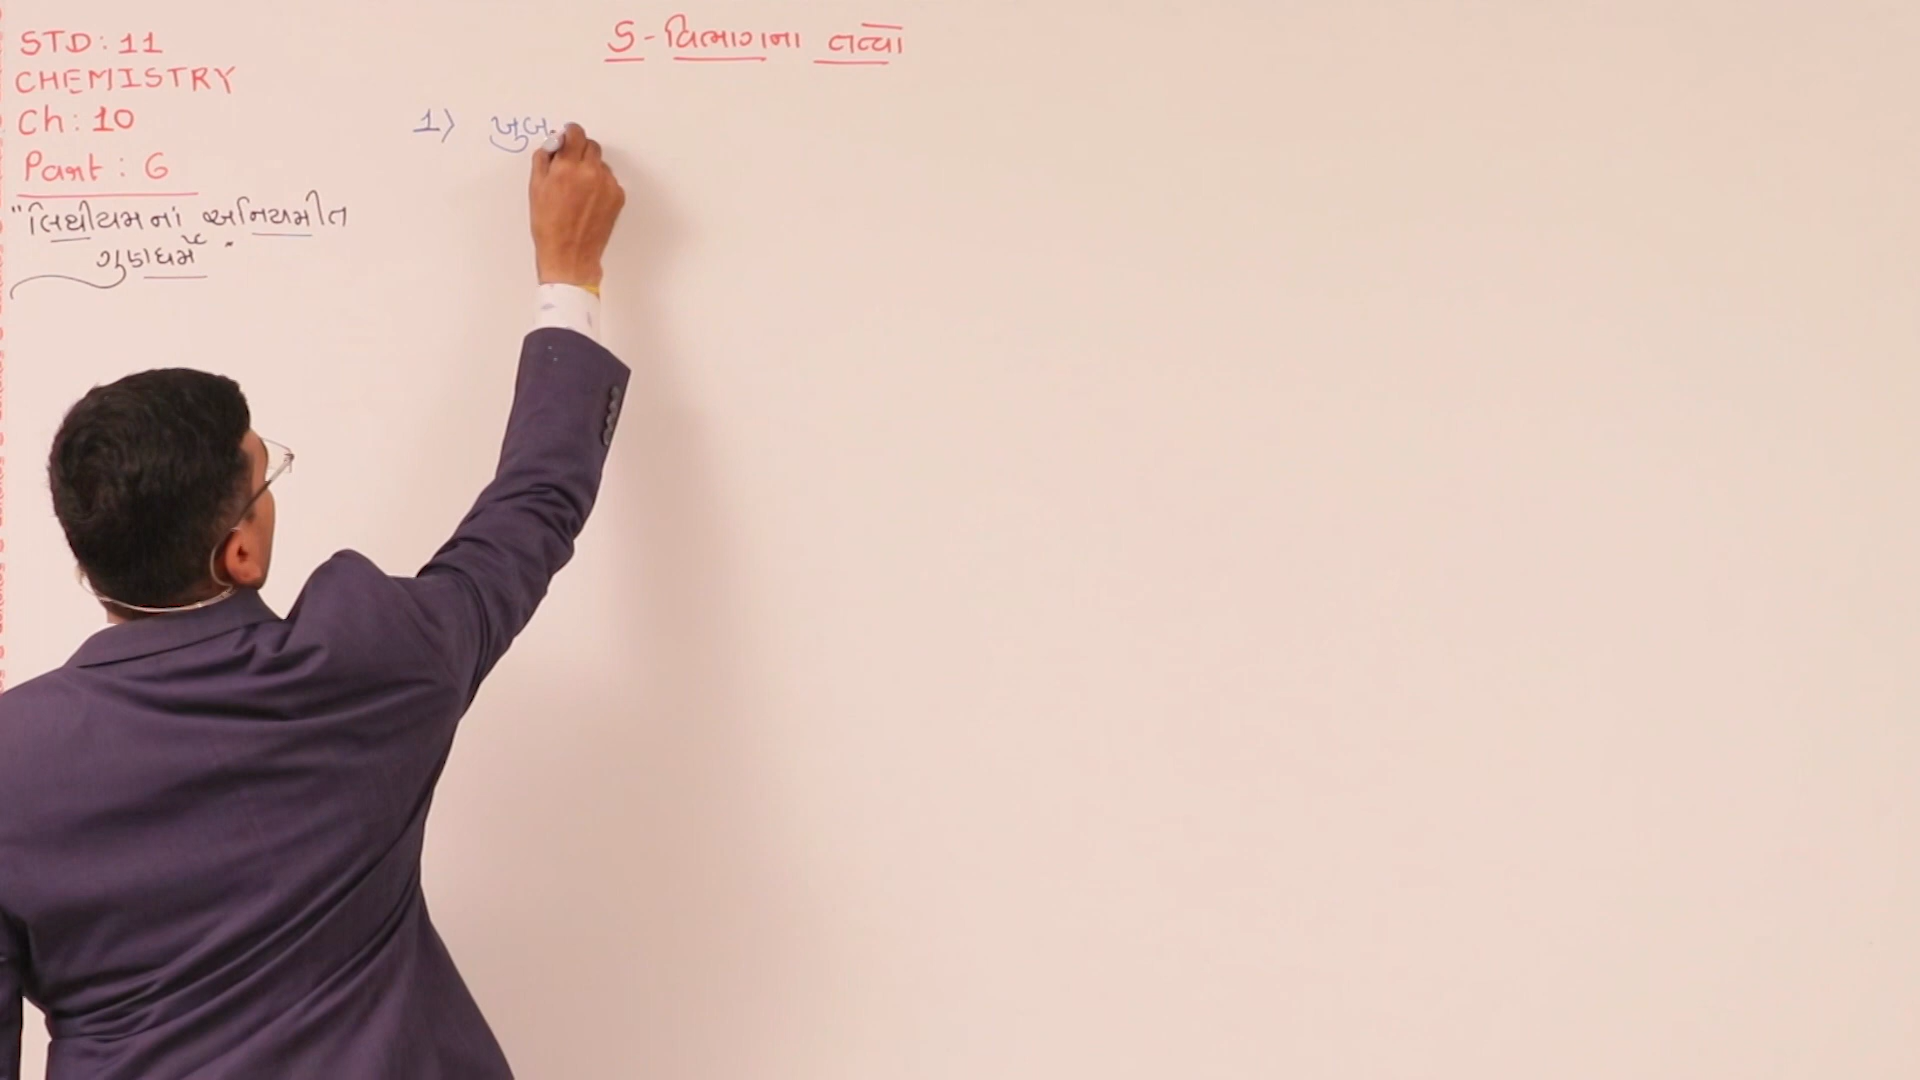 STD: 11
CHEMISTRY
Ch: 10
Part: 6
"લિથીયમનાં અનિયમીત
ગુણધર્મ"
S-વિભાગના તત્વો
1) ખુબ